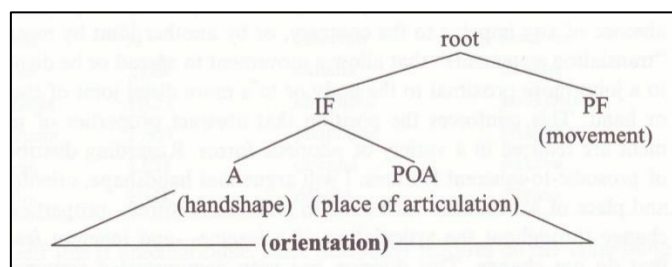 root
IF PF
(movement)
A POA
(handshape) (place of articulation)
(orientation)